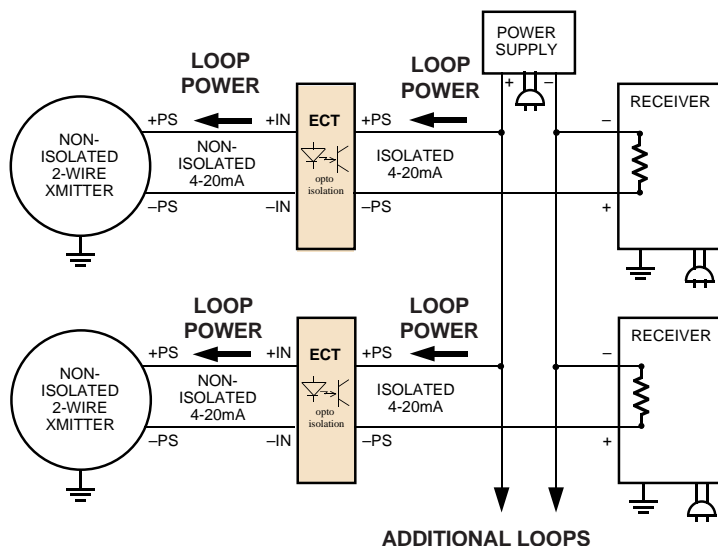 POWER
SUPPLY
+ –
LOOP
POWER
LOOP
POWER
RECEIVER
+PS
+IN
ECT
+PS
–
NON-
ISOLATED
2-WIRE
XMITTER
NON-
ISOLATED
4-20mA
opto
isolation
ISOLATED
4-20mA
–PS
–IN
–PS
+
LOOP
POWER
LOOP
POWER
RECEIVER
+PS
+IN
ECT
+PS
–
NON-
ISOLATED
2-WIRE
XMITTER
NON-
ISOLATED
4-20mA
opto
isolation
ISOLATED
4-20mA
–PS
–IN
–PS
+
ADDITIONAL LOOPS